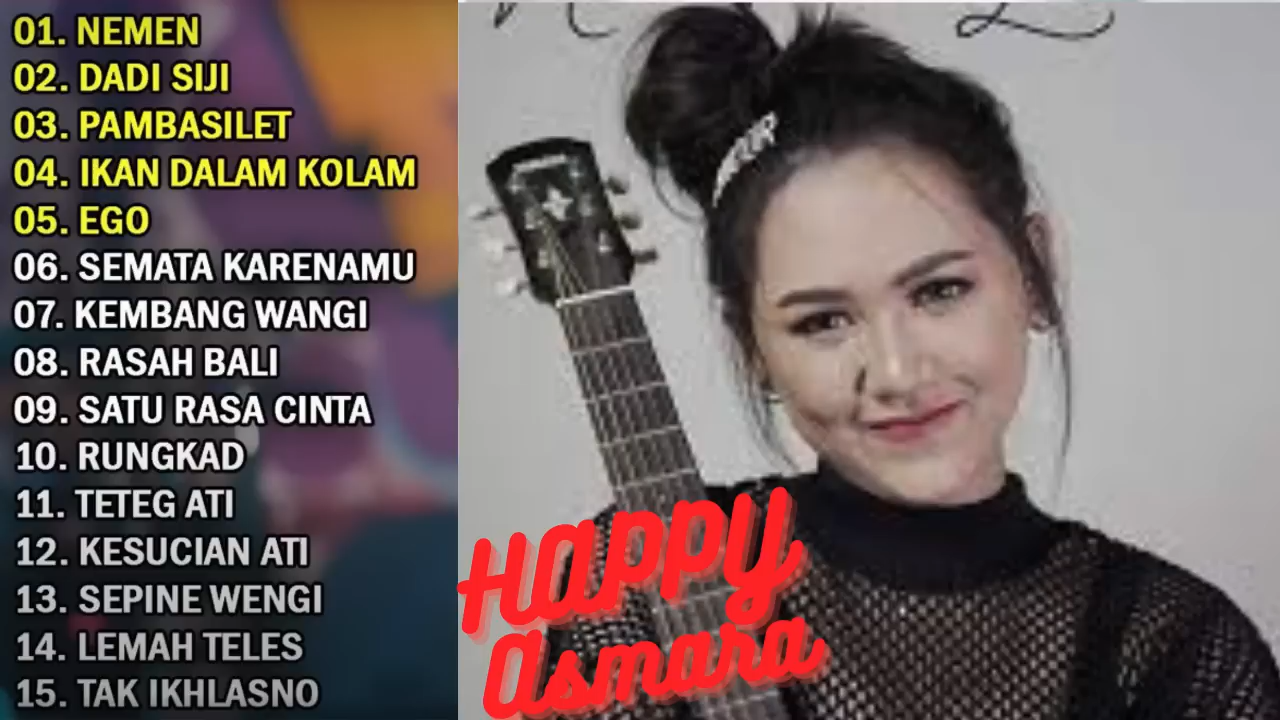 01. NEMEN
02. DADI SIJI
03. PAMBASILET
04. IKAN DALAM KOLAM
05. EGO
06. SEMATA KARENAMU
07. KEMBANG WANGI
08. RASAH BALI
09. SATU RASA CINTA
10. RUNGKAD
11. TETEG ATI
12. KESUCIAN ATI
13. SEPINE WENGI
14. LEMAH TELES
15. TAK IKHLASNO
Happy
Asmara